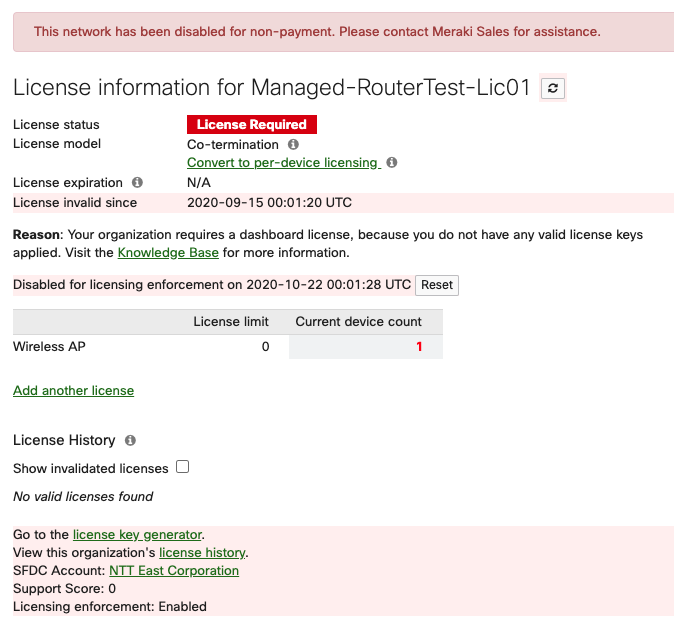 This network has been disabled for non-payment. Please contact Meraki Sales for assistance.
License information for Managed-RouterTest-Lic01
License status License Required
License model Co-termination
Convert to per-device licensing
License expiration N/A
License invalid since 2020-09-15 00:01:20 UTC
Reason: Your organization requires a dashboard license, because you do not have any valid license keys
applied. Visit the Knowledge Base for more information.
Disabled for licensing enforcement on 2020-10-22 00:01:28 UTC Reset
License limit Current device count
Wireless AP 0 1
Add another license
License History
Show invalidated licenses
No valid licenses found
Go to the license key generator.
View this organization's license history.
SFDC Account: NTT East Corporation
Support Score: 0
Licensing enforcement: Enabled